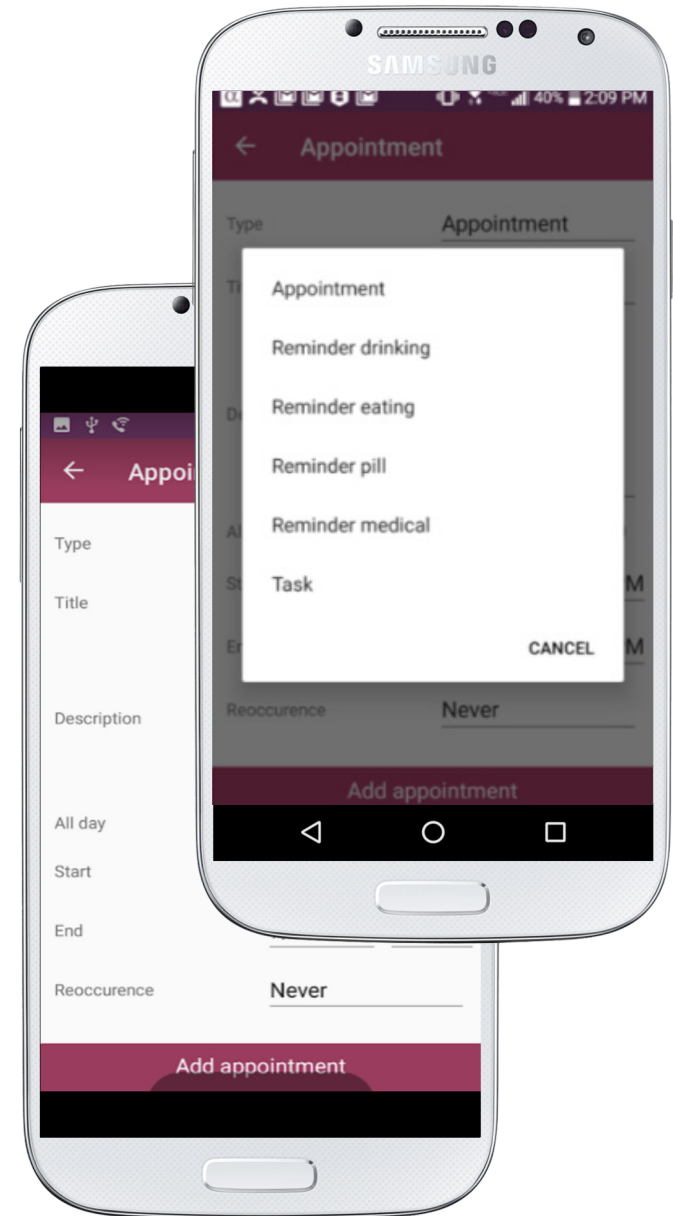 SAMSUNG
40% 2:09 PM
Appointment
Type Appointment
Appointment
Reminder drinking
Reminder eating
Reminder pill
Reminder medical
Task
CANCEL
Reoccurence Never
Add appointment
Appoi
Type
Title
Description
All day
Start
End
Reoccurence Never
Add appointment